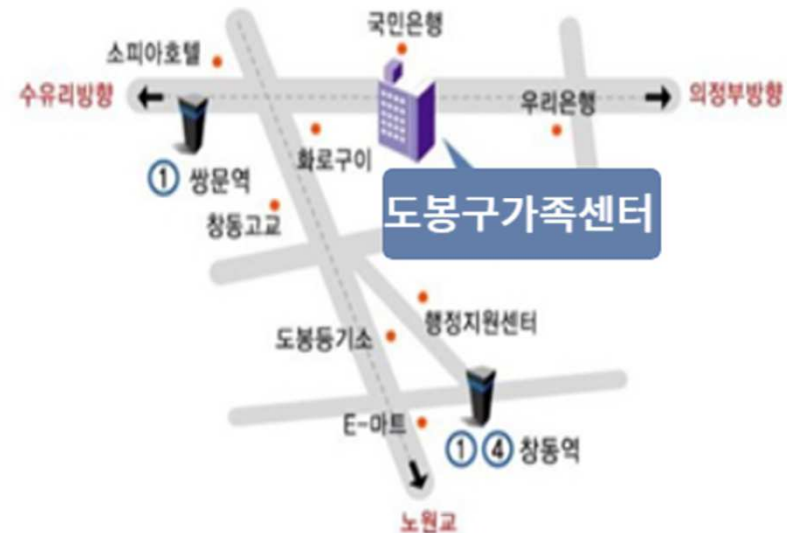 국민은행
소피아호텔
수유리방향
우리은행
의정부방향
화로구이
① 쌍문역
도봉구가족센터
창동고교
행정지원센터
도봉등기소
E-마트
① ④ 창동역
노원교